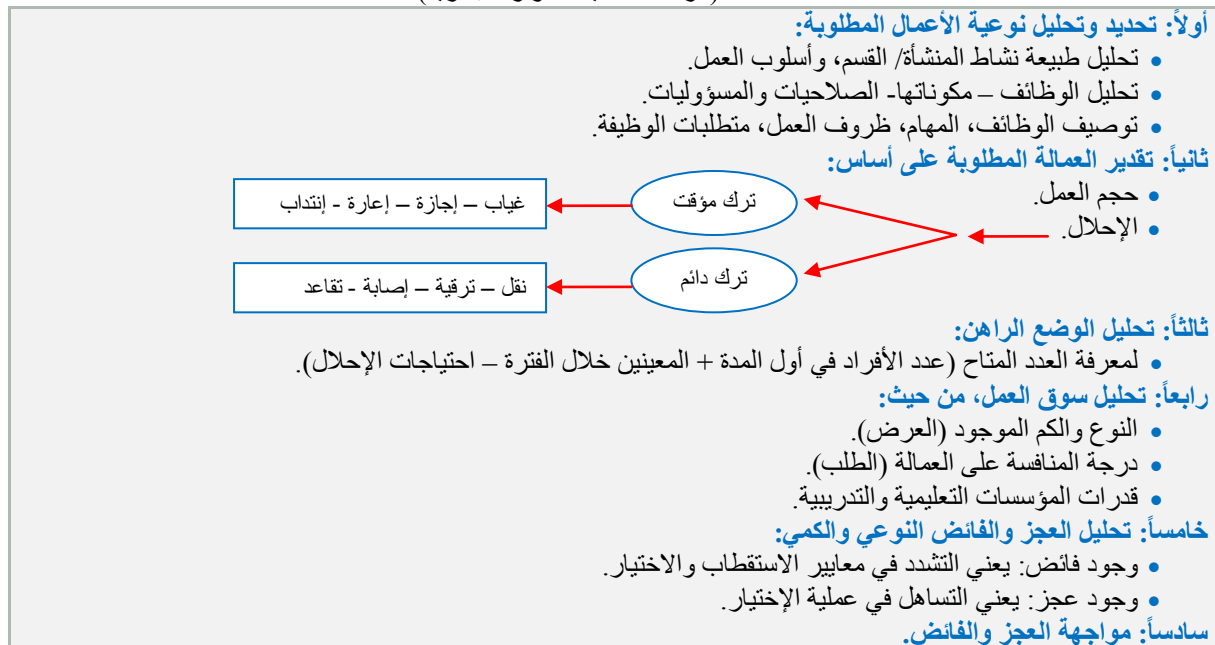 أولاً: تحديد وتحليل نوعية الأعمال المطلوبة:
• تحليل طبيعة نشاط المنشأة/ القسم، وأسلوب العمل.
• تحليل الوظائف – مكوناتها- الصلاحيات والمسؤوليات.
• توصيف الوظائف، المهام، ظروف العمل، متطلبات الوظيفة.
ثانياً: تقدير العمالة المطلوبة على أساس:
• حجم العمل.
• الإحلال.
ترك مؤقت
غياب – إجازة – إعارة - إنتداب
ترك دائم
نقل – ترقية – إصابة - تقاعد
ثالثاً: تحليل الوضع الراهن:
• لمعرفة العدد المتاح (عدد الأفراد في أول المدة + المعينين خلال الفترة – احتياجات الإحلال).
رابعاً: تحليل سوق العمل، من حيث:
• النوع والكم الموجود (العرض).
• درجة المنافسة على العمالة (الطلب).
• قدرات المؤسسات التعليمية والتدريبية.
خامساً: تحليل العجز والفائض النوعي والكمي:
• وجود فائض: يعني التشدد في معايير الاستقطاب والاختيار.
• وجود عجز: يعني التساهل في عملية الإختيار.
سادساً: مواجهة العجز والفائض.